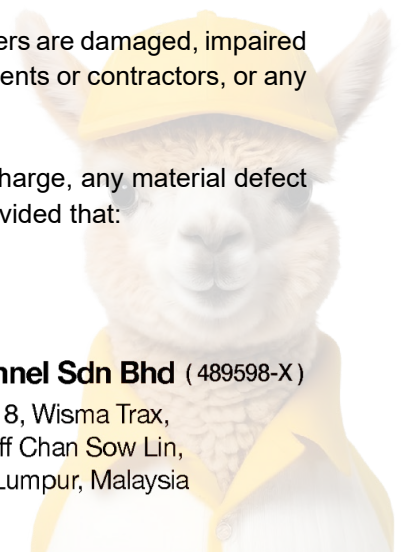 ers are damaged, impaired
ents or contractors, or any
harge, any material defect
vided that:
nnel Sdn Bhd (489598-X)
8, Wisma Trax,
ff Chan Sow Lin,
Lumpur, Malaysia